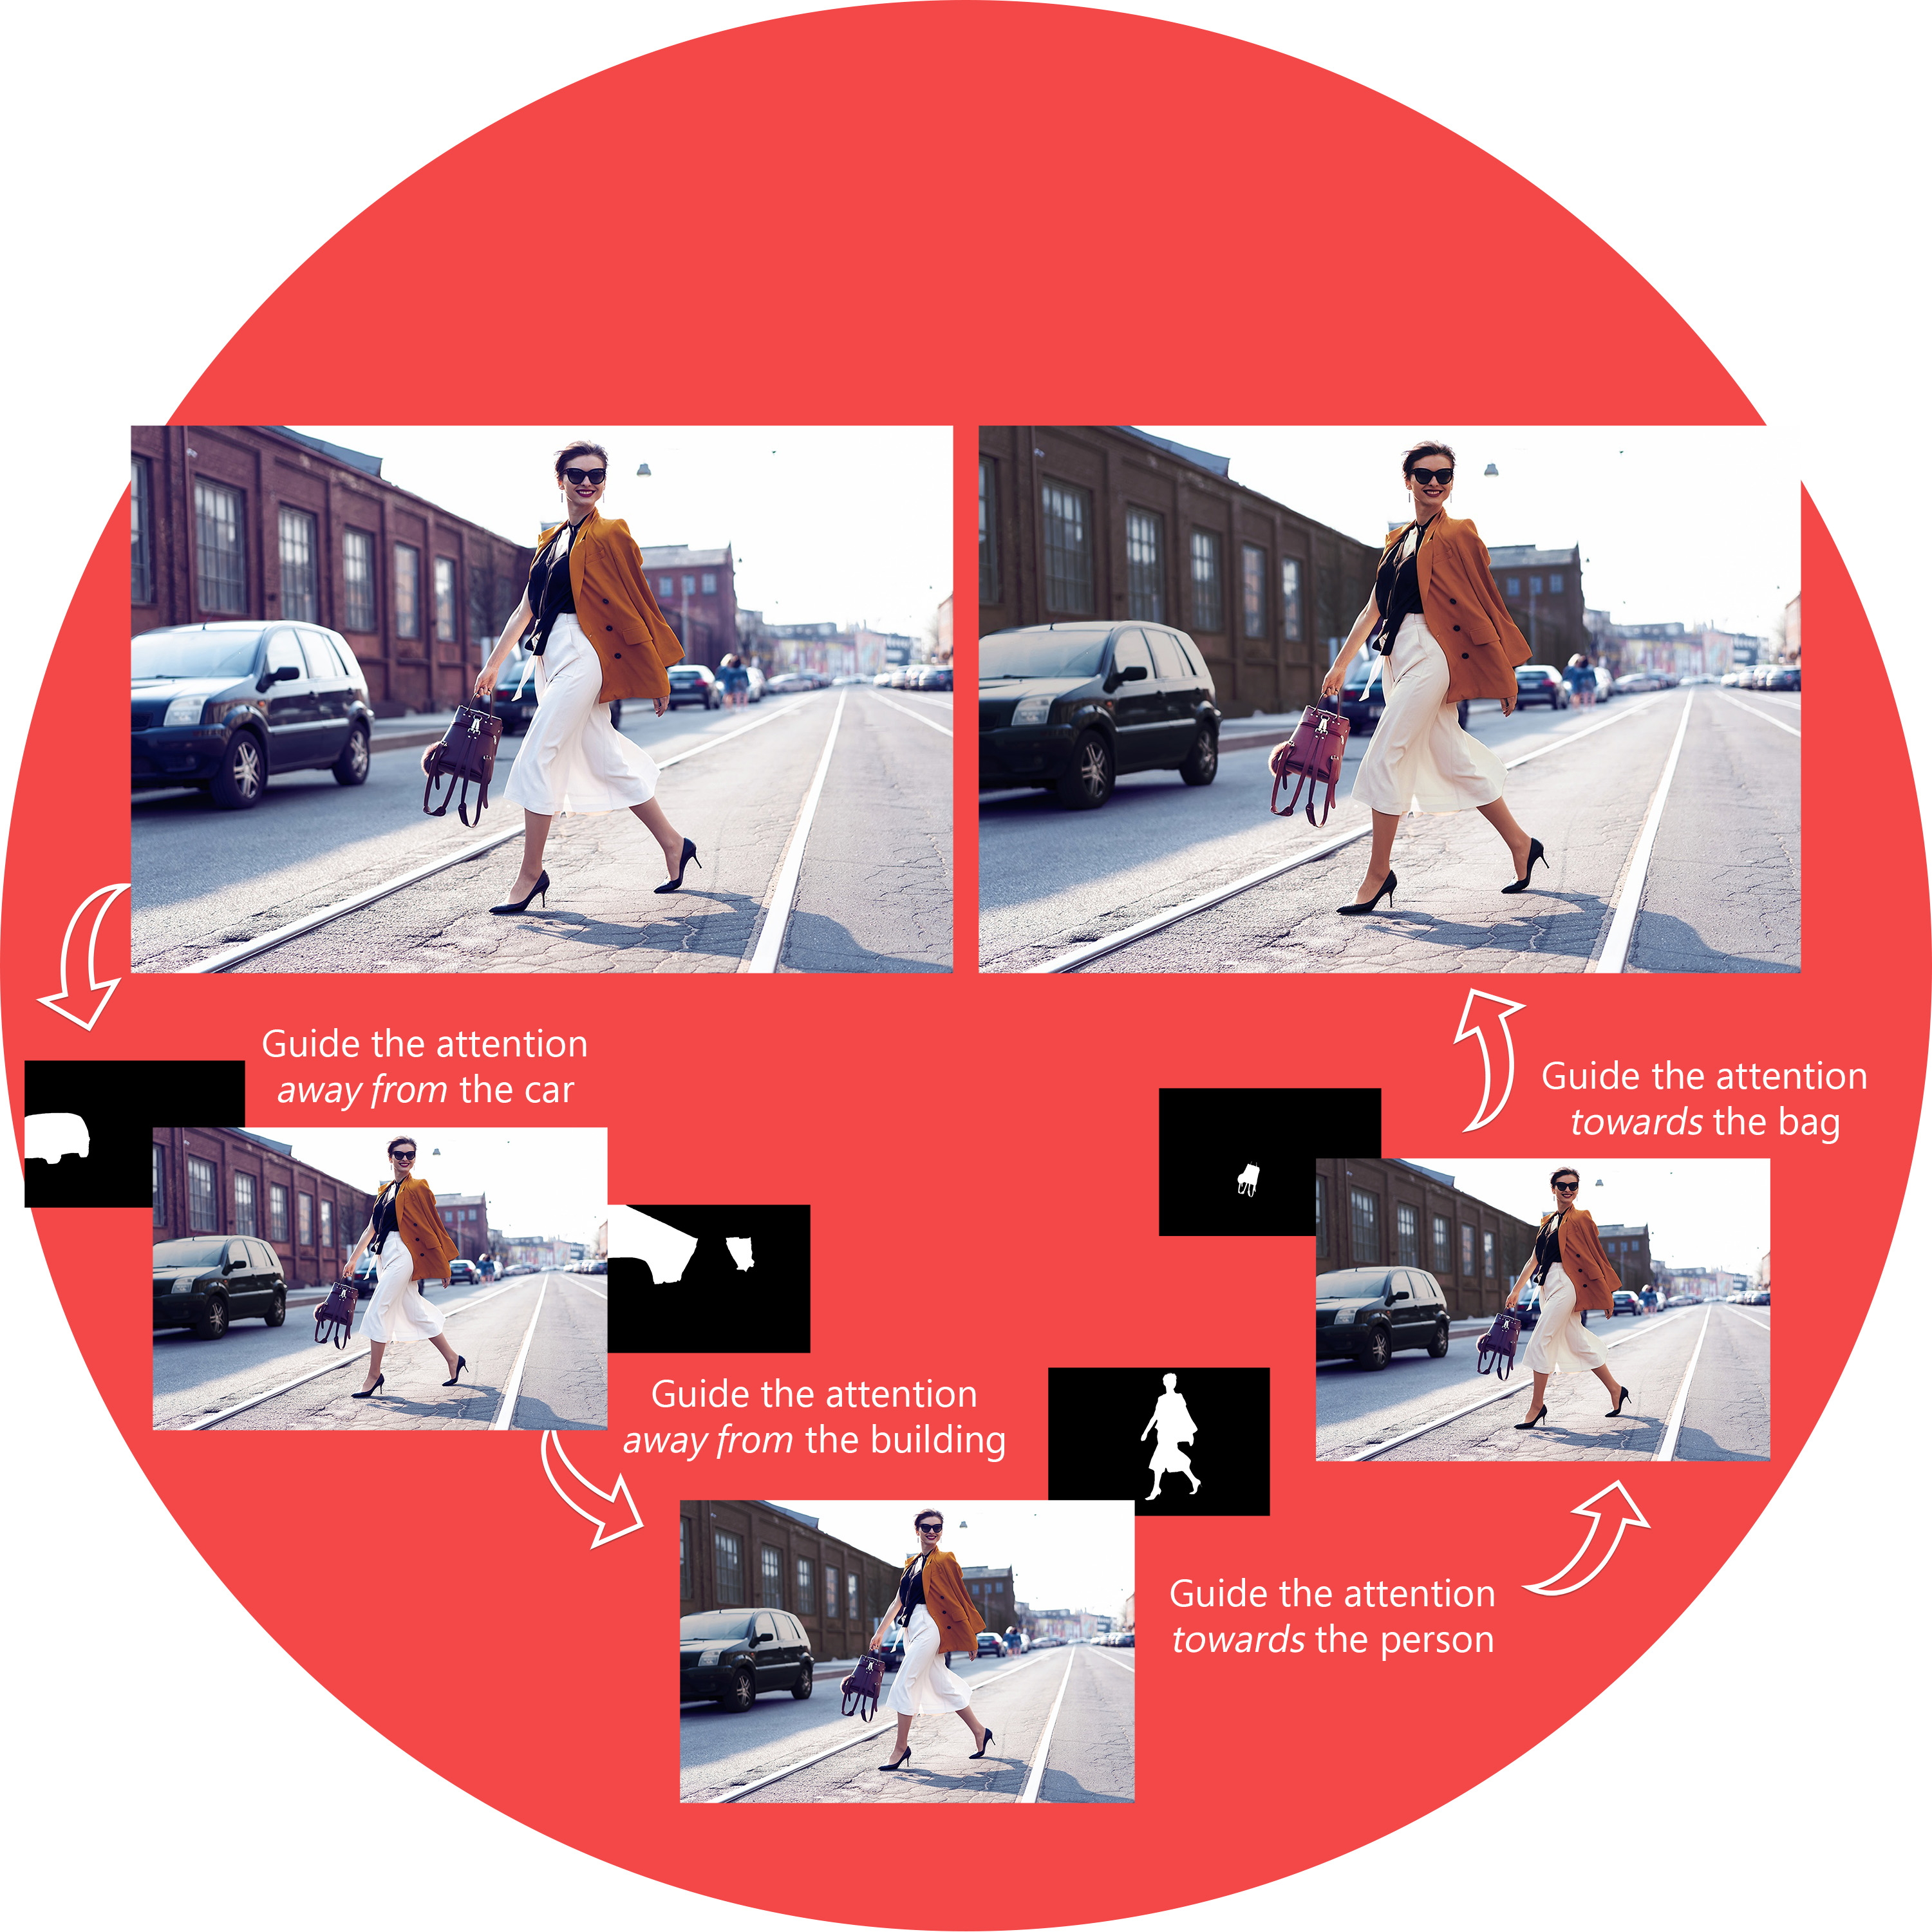 Guide the attention
away from the car
Guide the attention
away from the building
Guide the attention
towards the person
Guide the attention
towards the bag